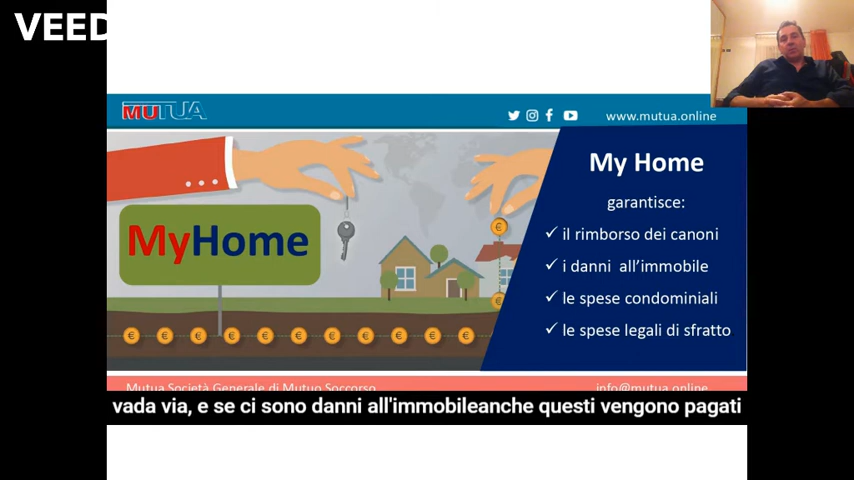 VEED
MUTUA
www.mutua.online
My Home
garantisce:
✓ il rimborso dei canoni
✓ i danni all'immobile
✓ le spese condominiali
✓ le spese legali di sfratto
MyHome
Mutua Società Generale di Mutuo Soccorso
info@mutua.online
vada via, e se ci sono danni all'immobileanche questi vengono pagati